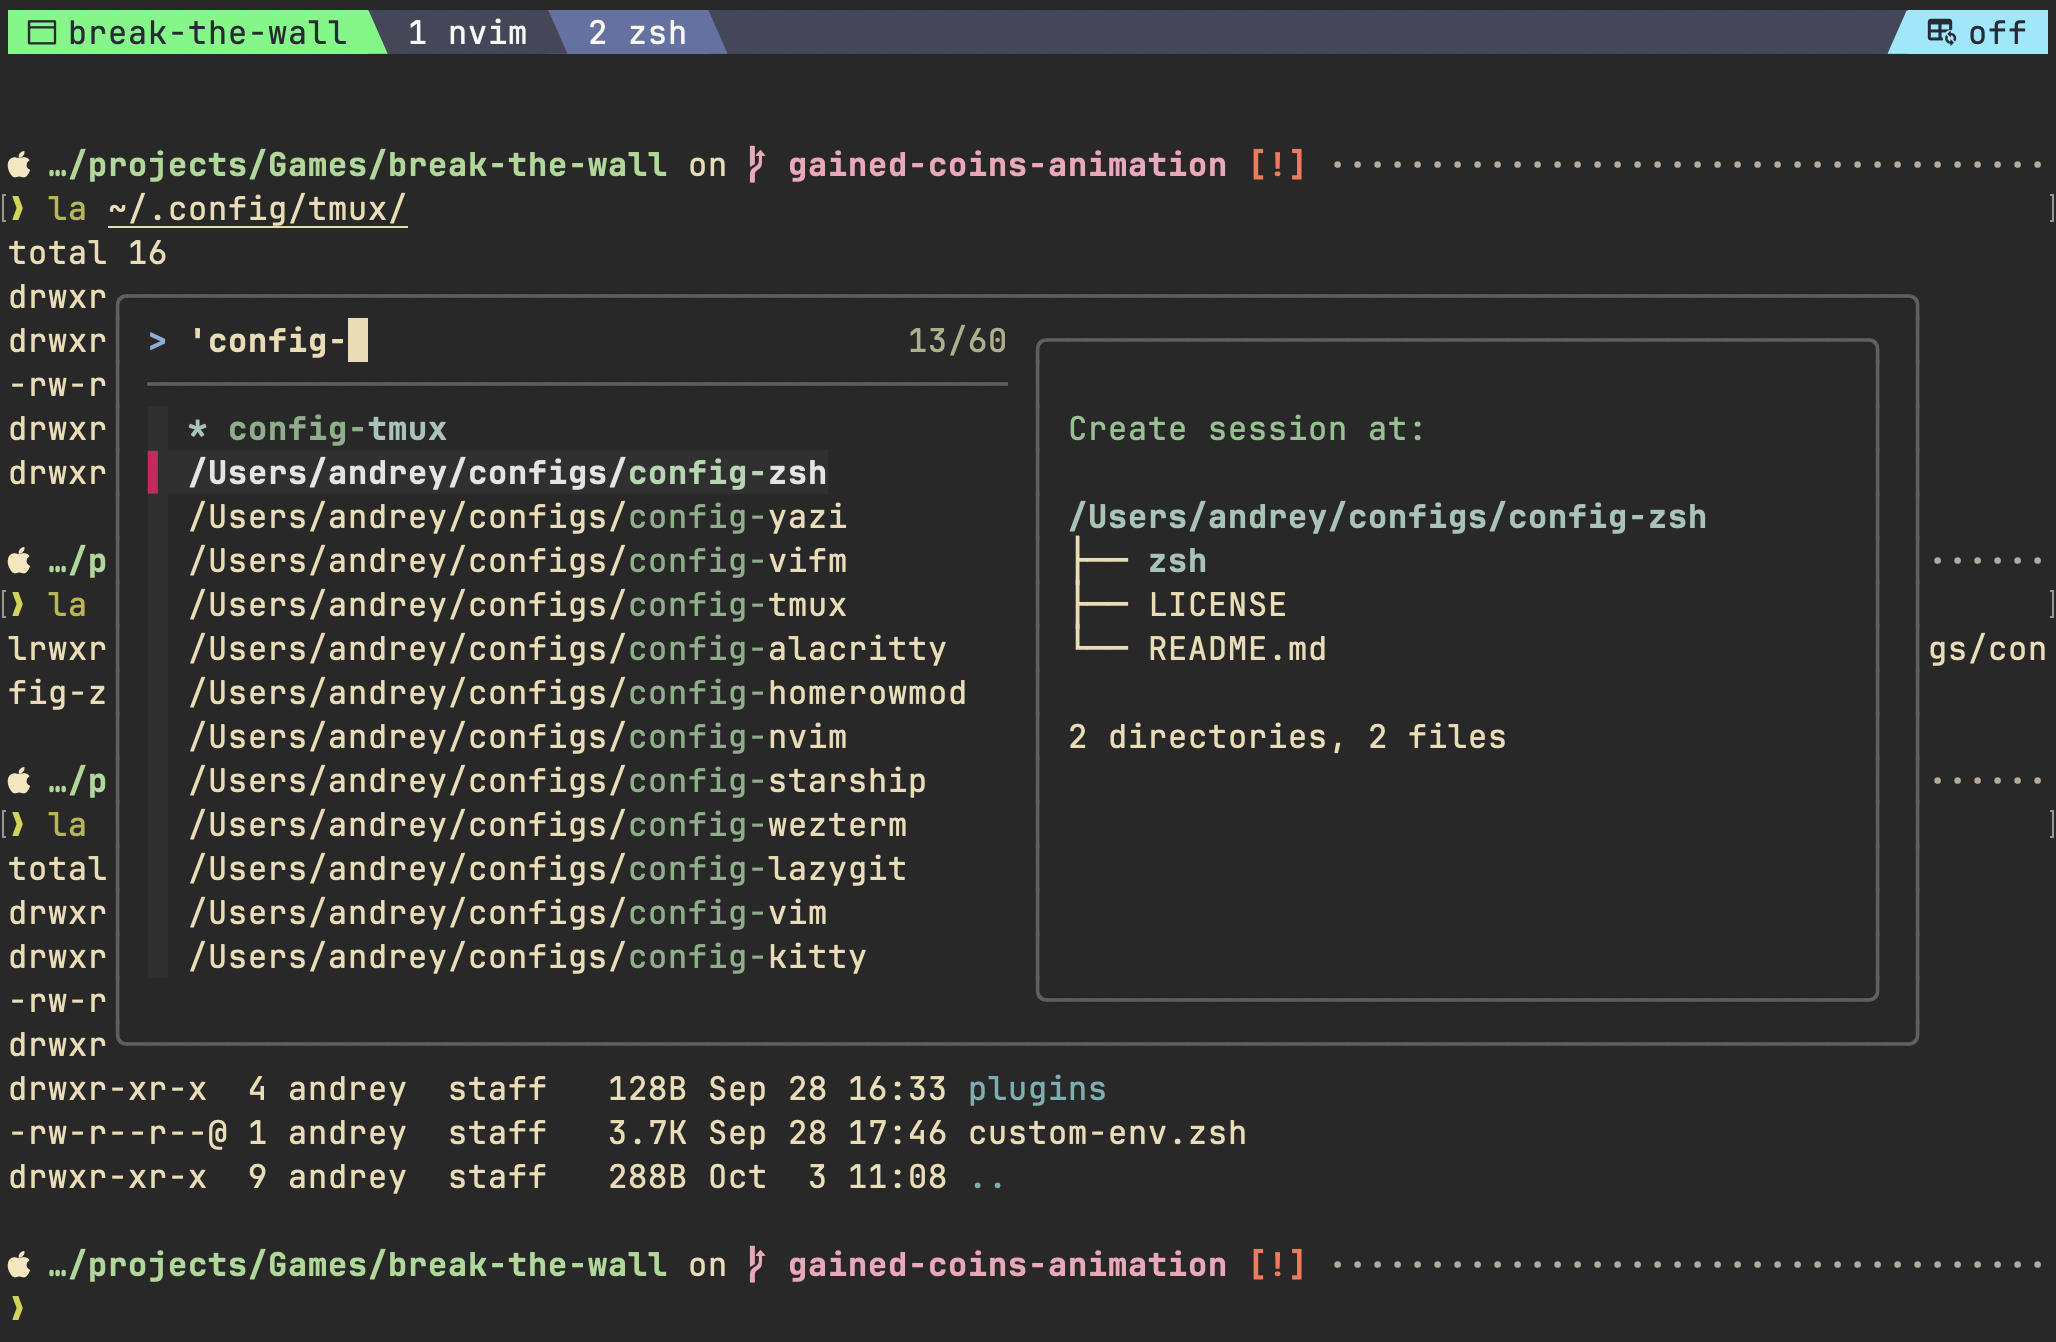 break-the-wall 1 nvim 2 zsh off
…/projects/Games/break-the-wall on gained-coins-animation [!] ····································
[❱ la ~/.config/tmux/ ]
total 16
drwxr
drwxr > 'config- 13/60
-rw-r
drwxr * config-tmux Create session at:
drwxr /Users/andrey/configs/config-zsh
/Users/andrey/configs/config-yazi /Users/andrey/configs/config-zsh
…/p /Users/andrey/configs/config-vifm ├── zsh ······
[❱ la /Users/andrey/configs/config-tmux ├── LICENSE ]
lrwxr /Users/andrey/configs/config-alacritty └── README.md gs/con
fig-z /Users/andrey/configs/config-homerowmod
/Users/andrey/configs/config-nvim 2 directories, 2 files
…/p /Users/andrey/configs/config-starship ······
[❱ la /Users/andrey/configs/config-wezterm ]
total /Users/andrey/configs/config-lazygit
drwxr /Users/andrey/configs/config-vim
drwxr /Users/andrey/configs/config-kitty
-rw-r
drwxr
drwxr-xr-x 4 andrey staff 128B Sep 28 16:33 plugins
-rw-r--r--@ 1 andrey staff 3.7K Sep 28 17:46 custom-env.zsh
drwxr-xr-x 9 andrey staff 288B Oct 3 11:08 ..
…/projects/Games/break-the-wall on gained-coins-animation [!] ····································
❱